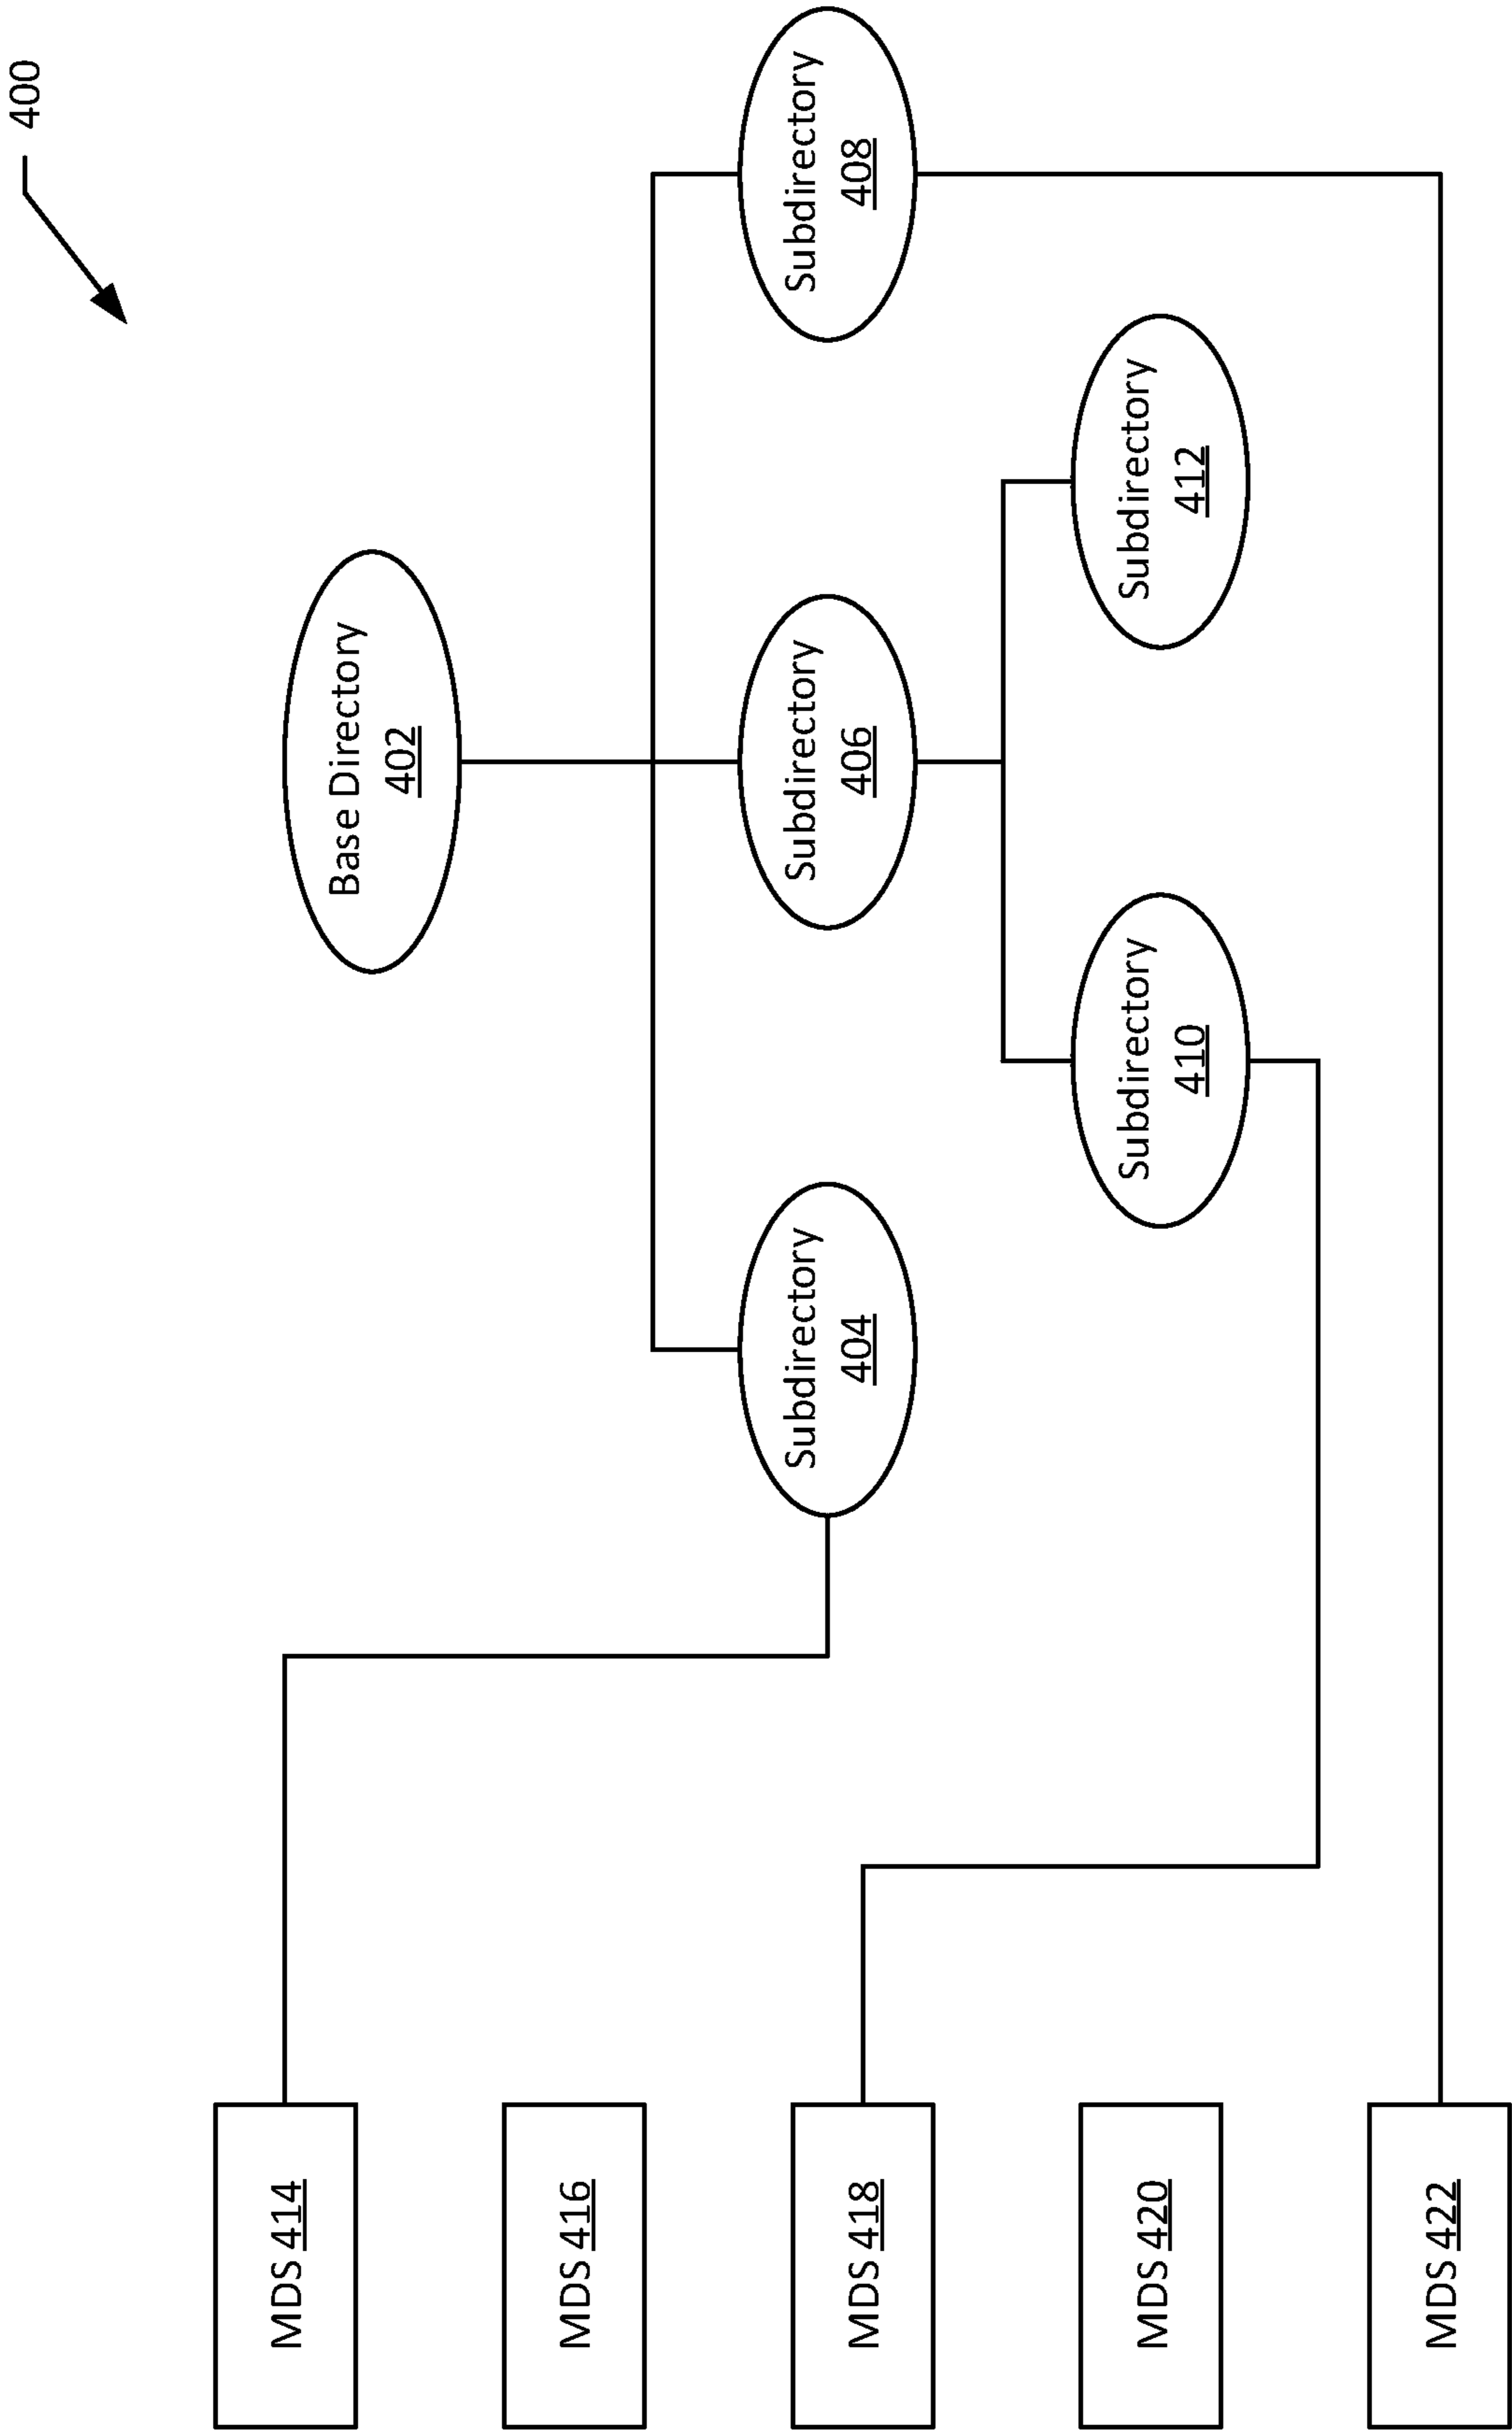 400
Base Directory
402
Subdirectory
404
Subdirectory
406
Subdirectory
408
Subdirectory
410
Subdirectory
412
MDS 414
MDS 416
MDS 418
MDS 420
MDS 422